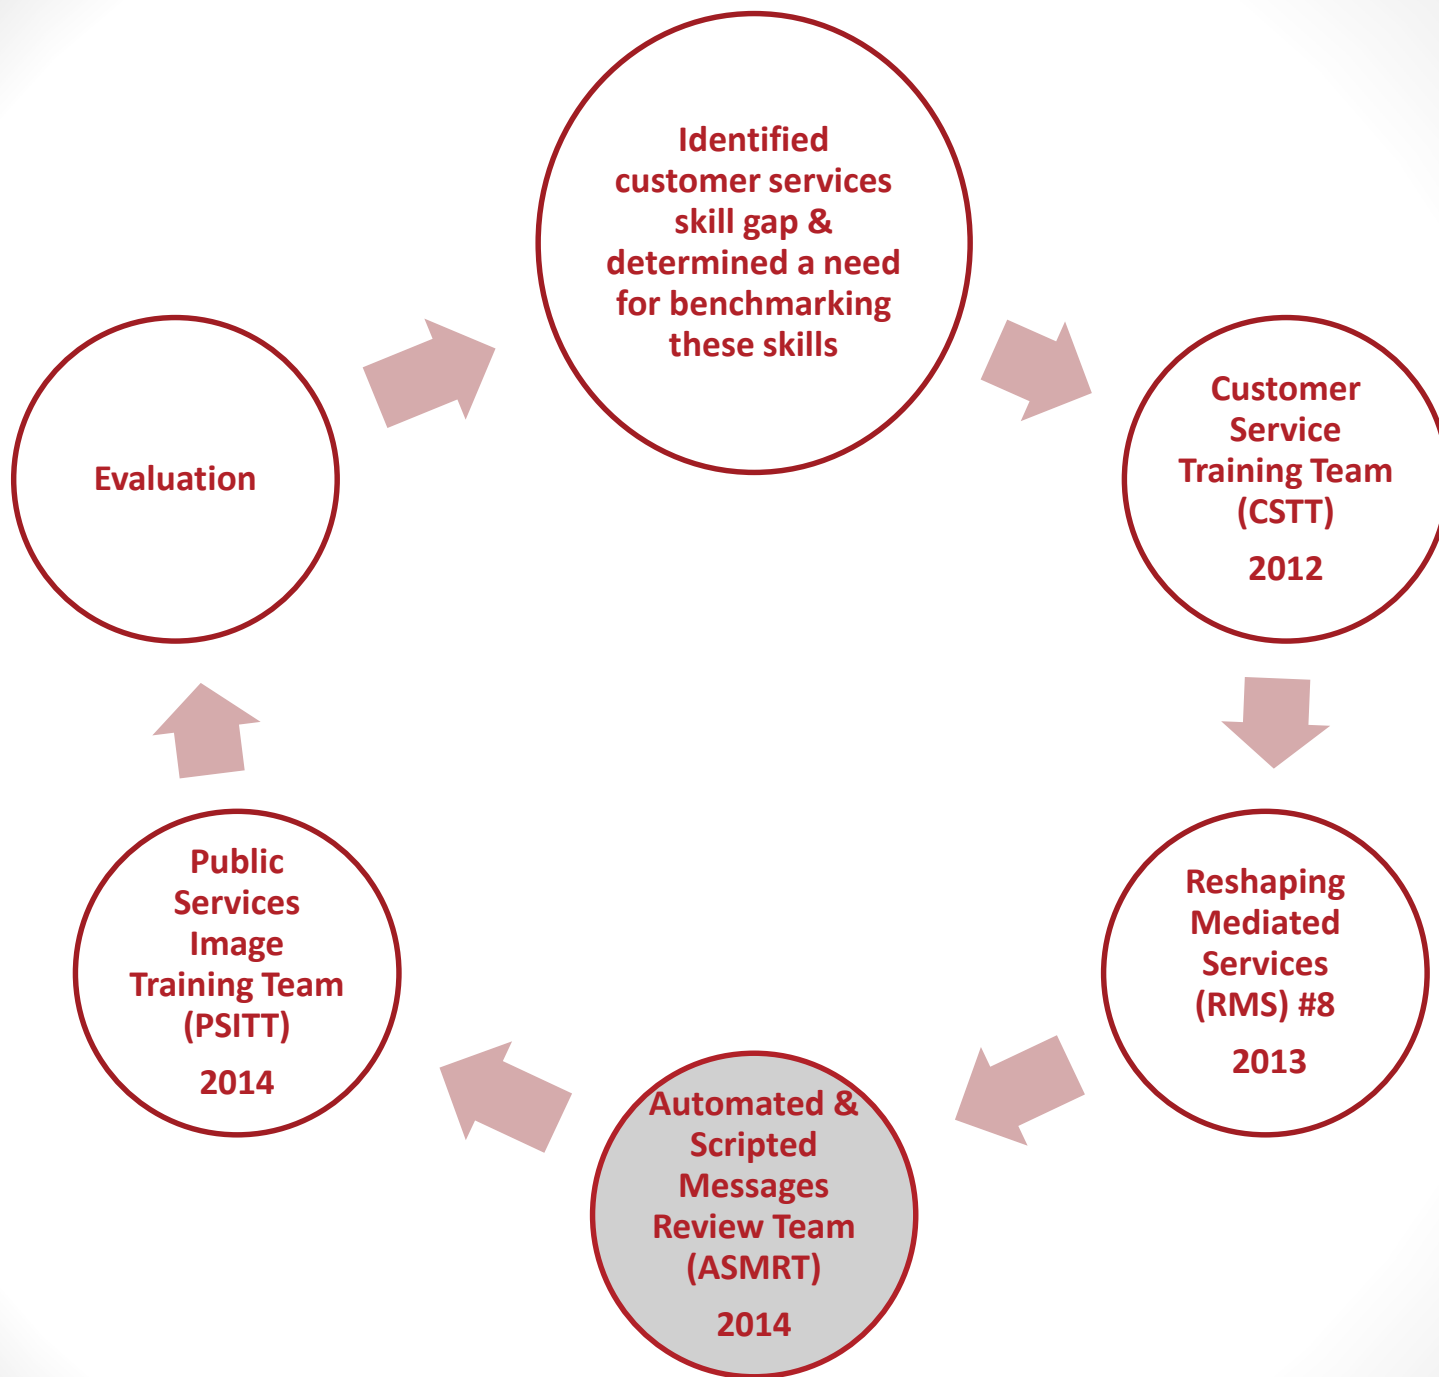 Identified
customer services
skill gap &
determined a need
for benchmarking
these skills
Customer
Service
Training Team
(CSTT)
2012
Reshaping
Mediated
Services
(RMS) #8
2013
Automated &
Scripted
Messages
Review Team
(ASMRT)
2014
Public
Services
Image
Training Team
(PSITT)
2014
Evaluation